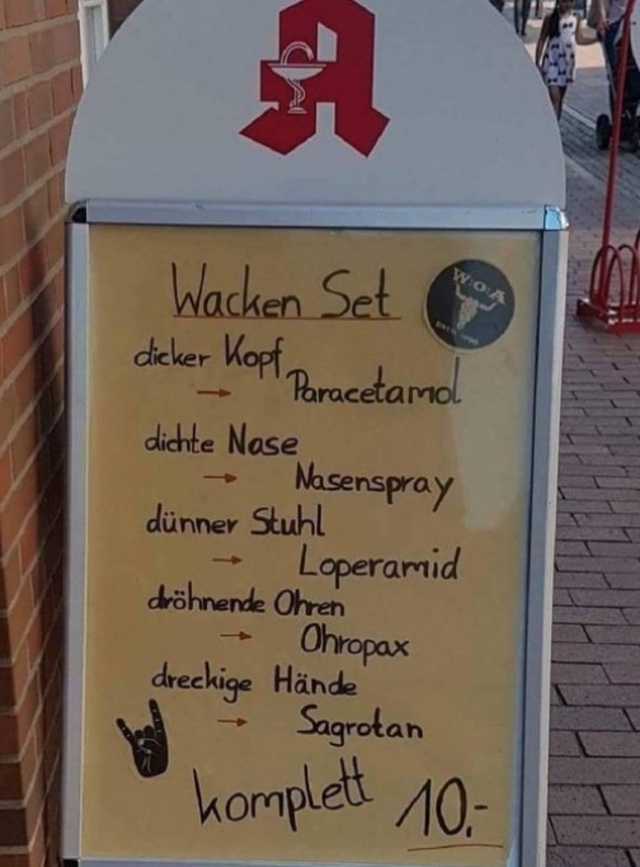 A
Wacken Set
W:O:A
dicker Kopf
→ Paracetamol
dichte Nase
→ Nasenspray
dünner Stuhl
→ Loperamid
dröhnende Ohren
→ Ohropax
dreckige Hände
→ Sagrotan
komplett 10,-